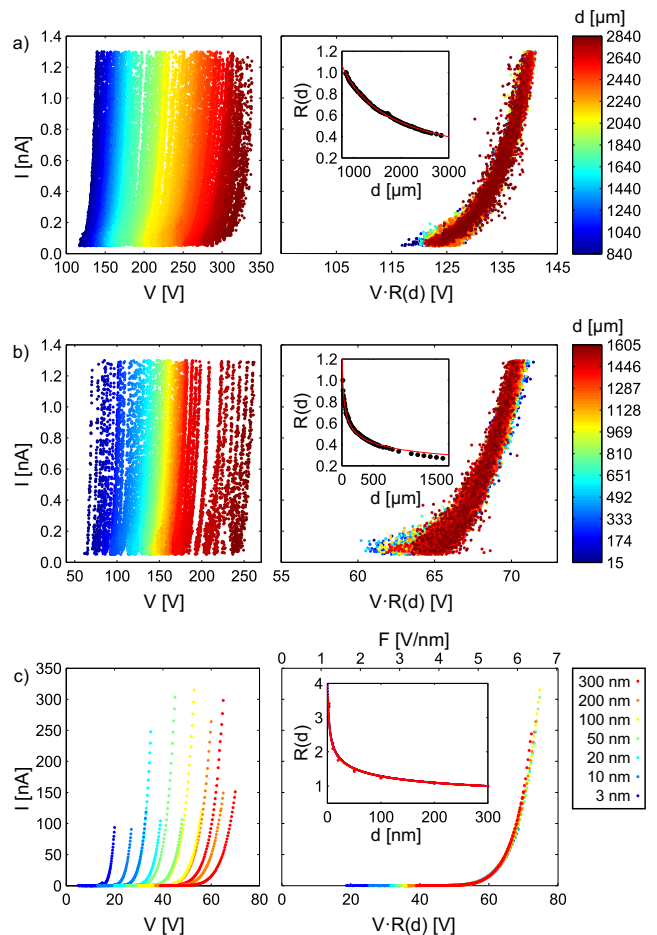 a)
1.4
1.2
1.0
0.8
0.6
0.4
0.2
0.0
I [nA]
100 150 200 250 300 350
V [V]
1.2
1.0
0.8
0.6
0.4
0.2
R(d)
1000 2000 3000
d [µm]
105 115 125 135 145
V·R(d) [V]
d [µm]
2840
2640
2440
2240
2040
1840
1640
1440
1240
1040
840
b)
1.4
1.2
1.0
0.8
0.6
0.4
0.2
0.0
I [nA]
50 100 150 200 250
V [V]
1.2
1.0
0.8
0.6
0.4
0.2
R(d)
0 500 1000 1500
d [µm]
55 60 65 70
V·R(d) [V]
d [µm]
1605
1446
1287
1128
969
810
651
492
333
174
15
c)
350
300
250
200
150
100
50
0
I [nA]
0 20 40 60 80
V [V]
F [V/nm]
0 1 2 3 4 5 6 7
4
3
2
1
R(d)
0 100 200 300
d [nm]
0 20 40 60 80
V·R(d) [V]
300 nm
200 nm
100 nm
50 nm
20 nm
10 nm
3 nm